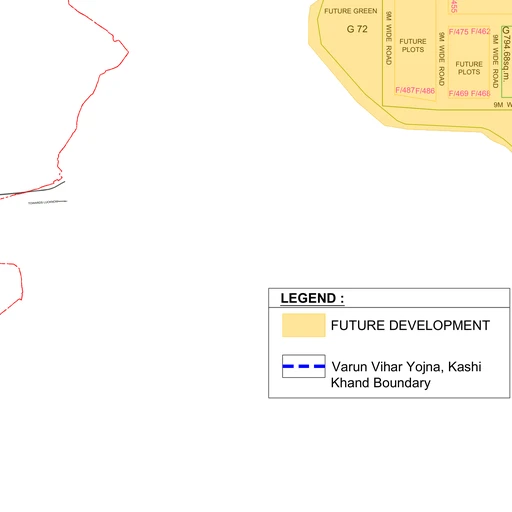 FUTURE GREEN
G 72
9M WIDE ROAD
FUTURE
PLOTS
F/487 F/486
9M WIDE ROAD
F/475 F/462
FUTURE
PLOTS
F/469 F/468
9M WIDE ROAD
794.68sq.m.
9M W
LEGEND :
FUTURE DEVELOPMENT
Varun Vihar Yojna, Kashi
Khand Boundary